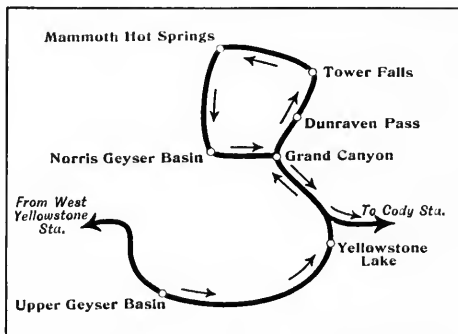 Mammoth Hot Springs
Tower Falls
Dunraven Pass
Norris Geyser Basin
Grand Canyon
From West
Yellowstone
Sta.
To Cody Sta.
Yellowstone
Lake
Upper Geyser Basin